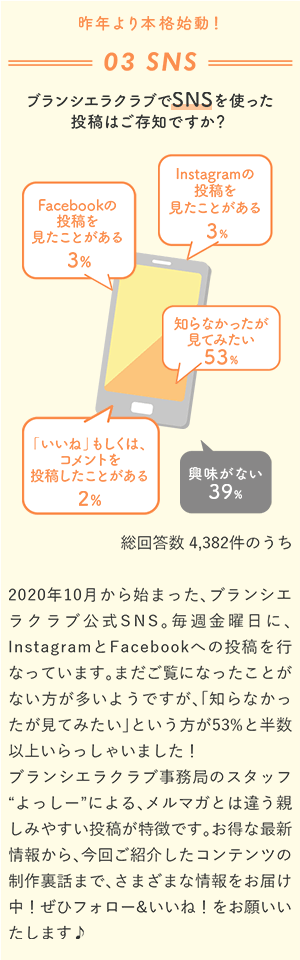 昨年より本格始動！
03 SNS
ブランシエラクラブでSNSを使った
投稿はご存知ですか？
Instagramの
投稿を
見たことがある
3%
Facebookの
投稿を
見たことがある
3%
知らなかったが
見てみたい
53%
「いいね」もしくは、
コメントを
投稿したことがある
2%
興味がない
39%
総回答数 4,382件のうち
2020年10月から始まった、ブランシエ
ラクラブ公式SNS。毎週金曜日に、
InstagramとFacebookへの投稿を行
なっています。まだご覧になったことが
ない方が多いようですが、「知らなかっ
たが見てみたい」という方が53%と半数
以上いらっしゃいました！
ブランシエラクラブ事務局のスタッフ
“よっしー”による、メルマガとは違う親
しみやすい投稿が特徴です。お得な最新
情報から、今回ご紹介したコンテンツの
制作裏話まで、さまざまな情報をお届け
中！ぜひフォロー&いいね！をお願いい
たします♪